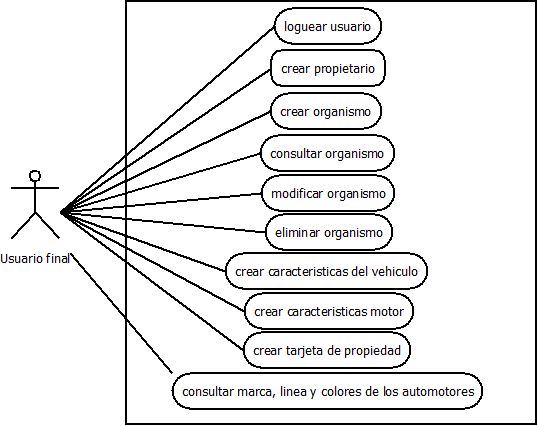 loguear usuario
crear propietario
crear organismo
consultar organismo
modificar organismo
eliminar organismo
Usuario final
crear caracteristicas del vehiculo
crear caracteristicas motor
crear tarjeta de propiedad
consultar marca, linea y colores de los automotores